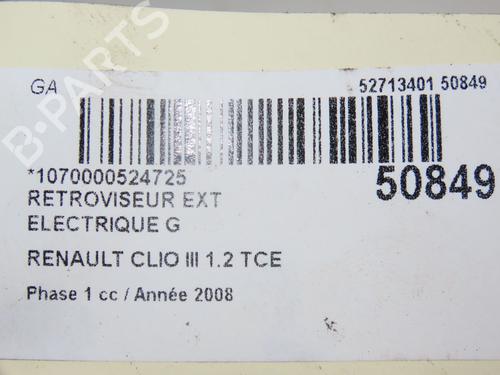 GA
52713401 50849
*1070000524725
50849
RETROVISEUR EXT
ELECTRIQUE G
RENAULT CLIO III 1.2 TCE
Phase 1 cc / Année 2008
B-PARTS